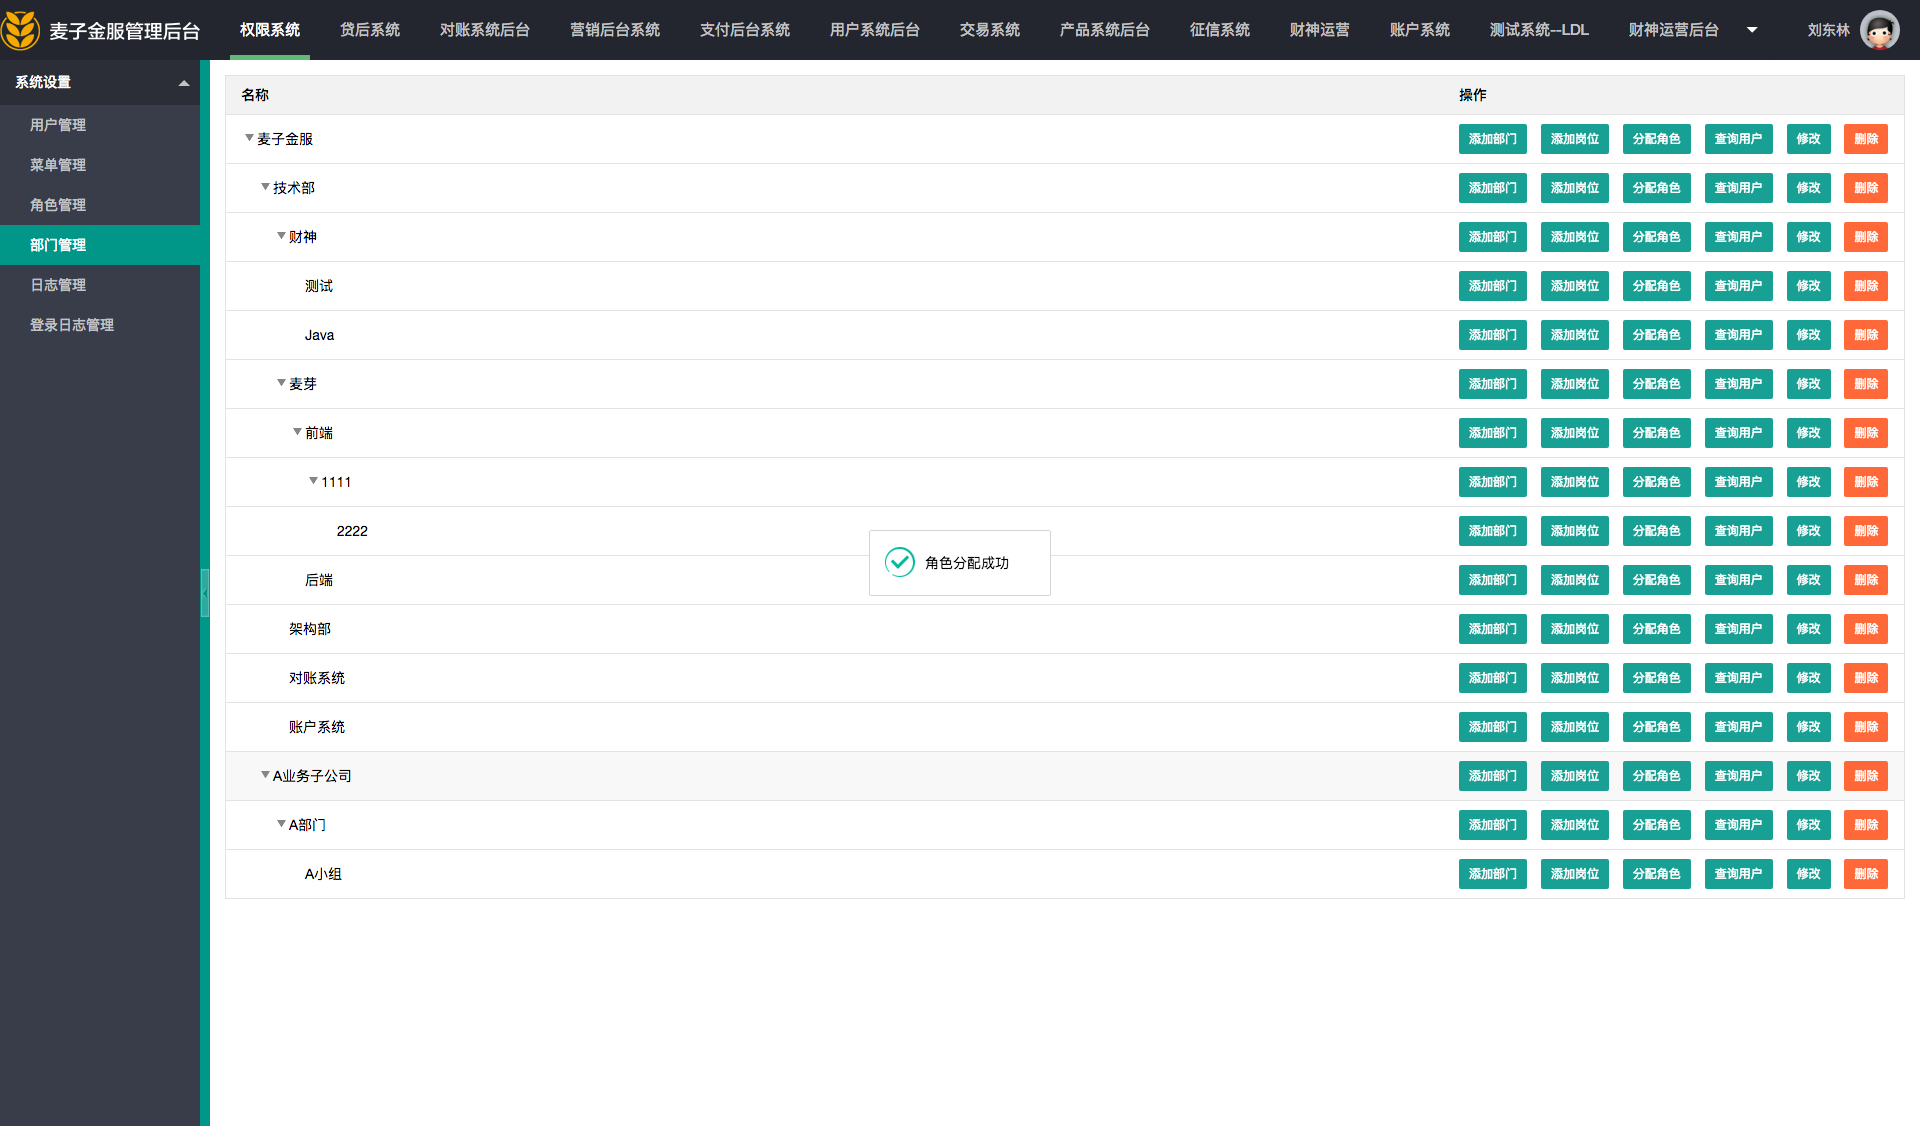 麦子金服管理后台 权限系统 贷后系统 对账系统后台 营销后台系统 支付后台系统 用户系统后台 交易系统 产品系统后台 征信系统 财神运营 账户系统 测试系统--LDL 财神运营后台 刘东林
系统设置
用户管理
菜单管理
角色管理
部门管理
日志管理
登录日志管理
名称 操作
麦子金服 添加部门 添加岗位 分配角色 查询用户 修改 删除
技术部 添加部门 添加岗位 分配角色 查询用户 修改 删除
财神 添加部门 添加岗位 分配角色 查询用户 修改 删除
测试 添加部门 添加岗位 分配角色 查询用户 修改 删除
Java 添加部门 添加岗位 分配角色 查询用户 修改 删除
麦芽 添加部门 添加岗位 分配角色 查询用户 修改 删除
前端 添加部门 添加岗位 分配角色 查询用户 修改 删除
1111 添加部门 添加岗位 分配角色 查询用户 修改 删除
2222 添加部门 添加岗位 分配角色 查询用户 修改 删除
角色分配成功
后端 添加部门 添加岗位 分配角色 查询用户 修改 删除
架构部 添加部门 添加岗位 分配角色 查询用户 修改 删除
对账系统 添加部门 添加岗位 分配角色 查询用户 修改 删除
账户系统 添加部门 添加岗位 分配角色 查询用户 修改 删除
A业务子公司 添加部门 添加岗位 分配角色 查询用户 修改 删除
A部门 添加部门 添加岗位 分配角色 查询用户 修改 删除
A小组 添加部门 添加岗位 分配角色 查询用户 修改 删除